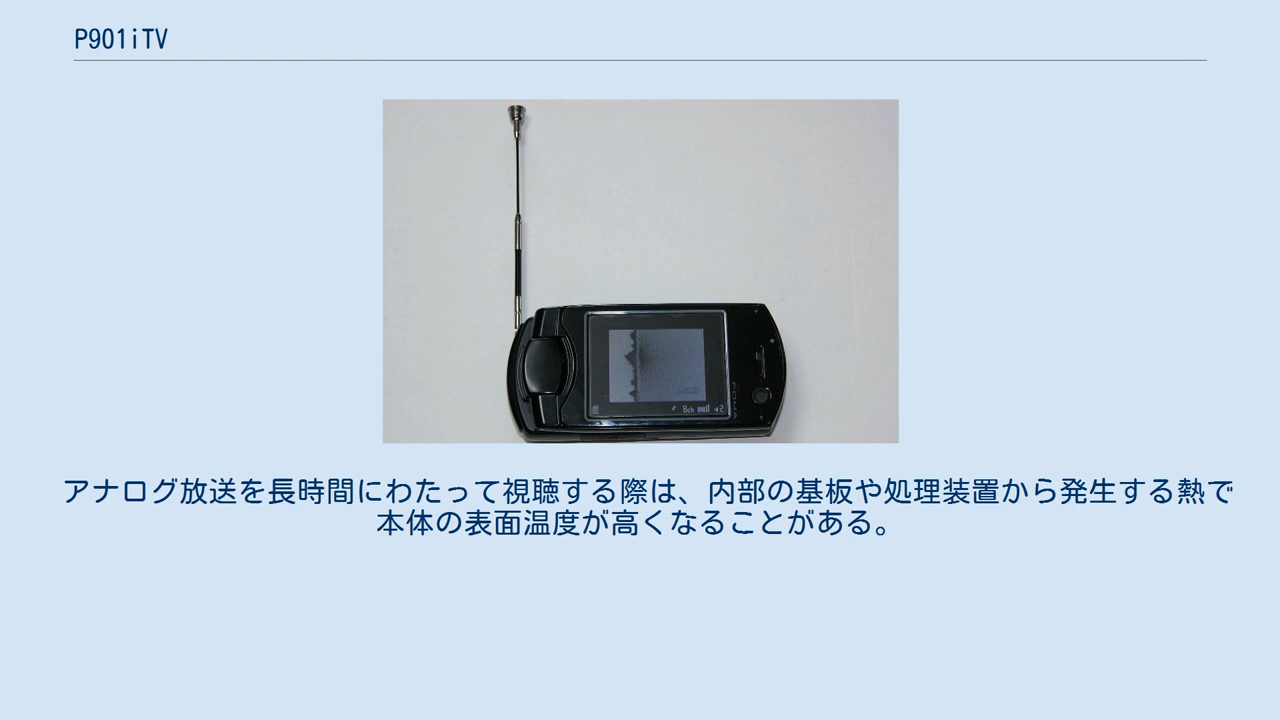 P901iTV
FOMA
8ch
2
アナログ放送を長時間にわたって視聴する際は、内部の基板や処理装置から発生する熱で
本体の表面温度が高くなることがある。